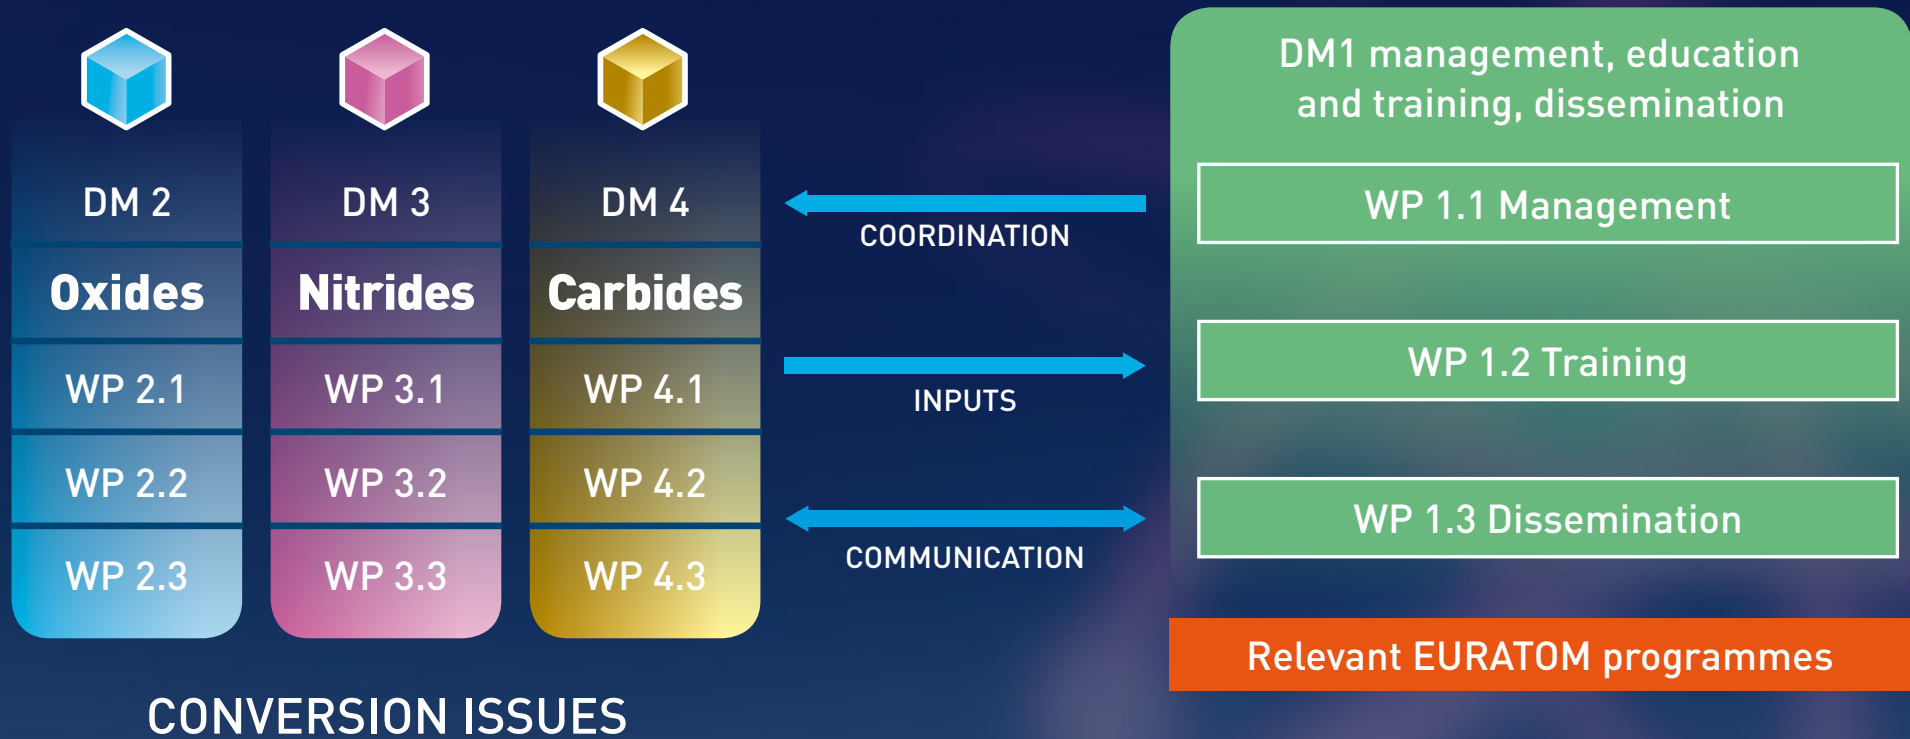 DM 2
Oxides
WP 2.1
WP 2.2
WP 2.3
DM 3
Nitrides
WP 3.1
WP 3.2
WP 3.3
DM 4
Carbides
WP 4.1
WP 4.2
WP 4.3
CONVERSION ISSUES
COORDINATION
INPUTS
COMMUNICATION
DM1 management, education
and training, dissemination
WP 1.1 Management
WP 1.2 Training
WP 1.3 Dissemination
Relevant EURATOM programmes